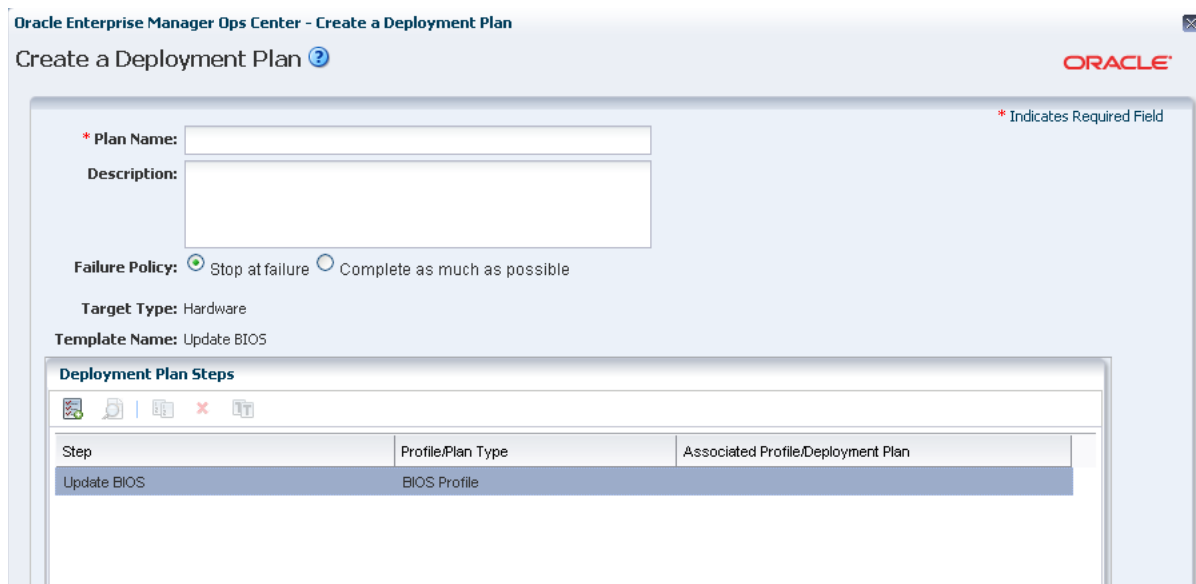 Oracle Enterprise Manager Ops Center - Create a Deployment Plan
Create a Deployment Plan ?
ORACLE
* Indicates Required Field
* Plan Name:
Description:
Failure Policy: Stop at failure Complete as much as possible
Target Type: Hardware
Template Name: Update BIOS
Deployment Plan Steps
Step Profile/Plan Type Associated Profile/Deployment Plan
Update BIOS BIOS Profile